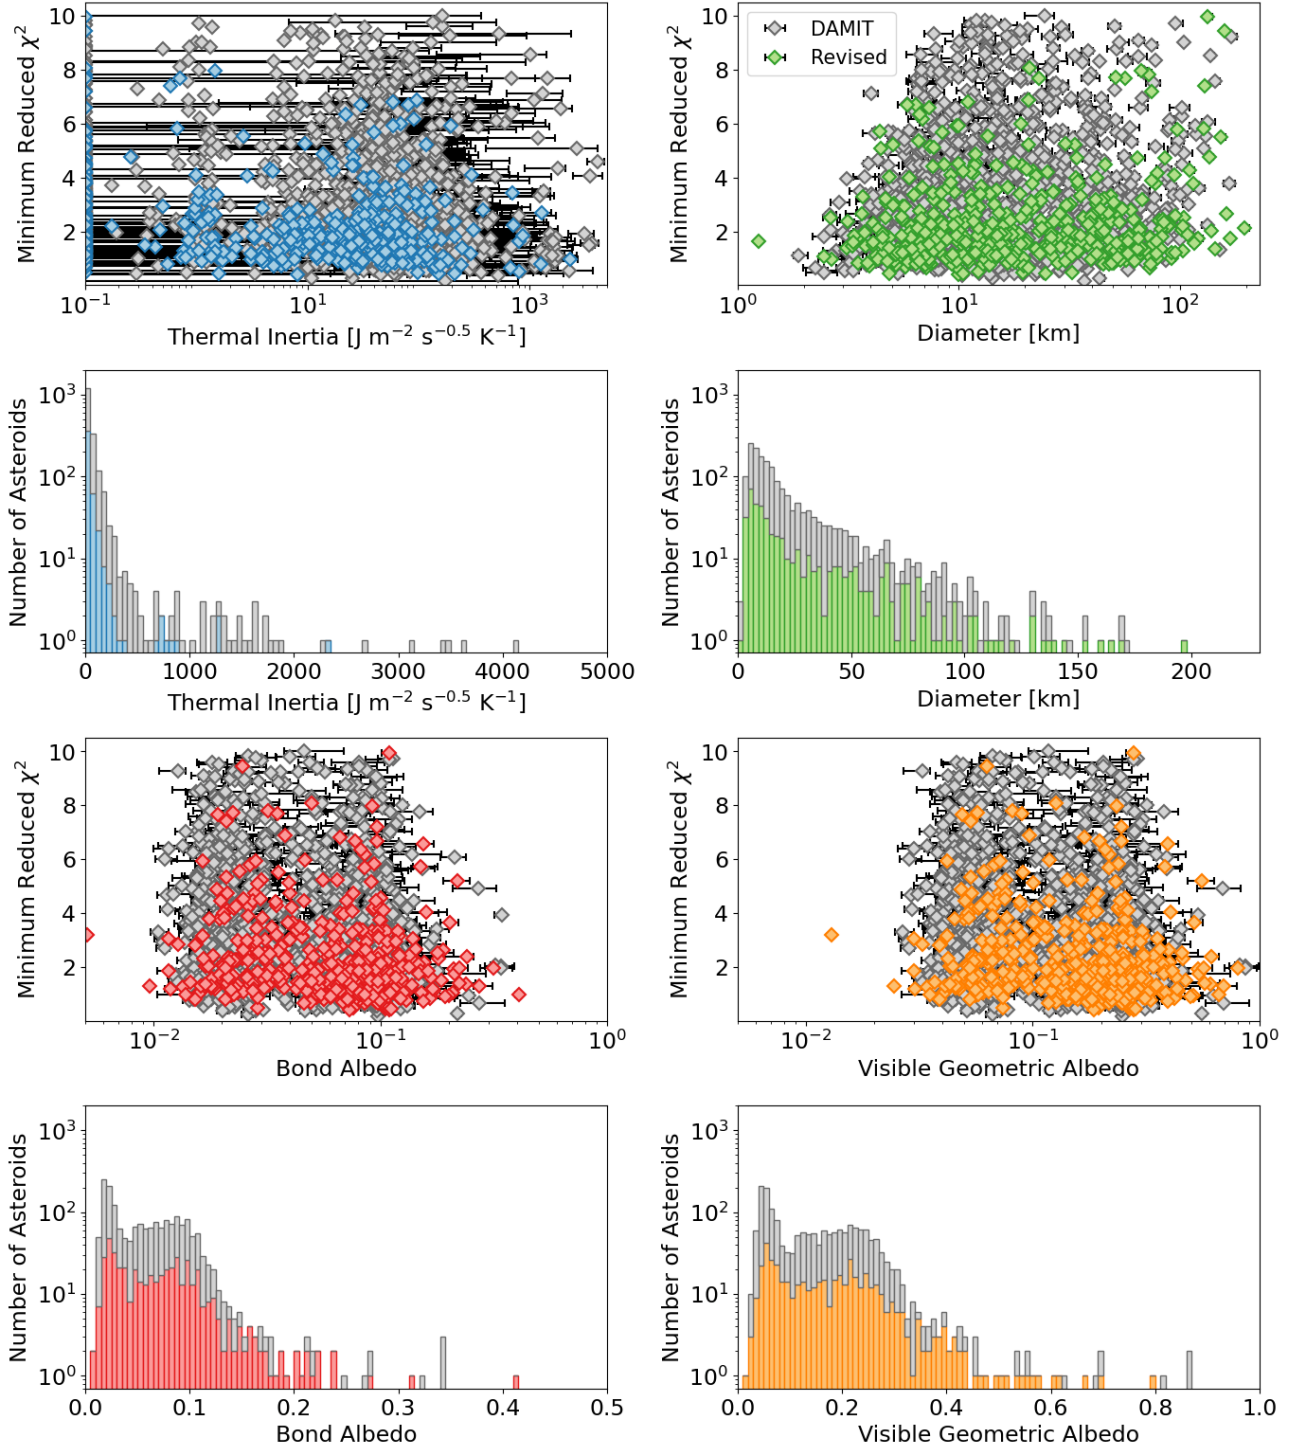 10
8
6
4
2
Minimum Reduced χ²
10⁻¹ 10¹ 10³
Thermal Inertia [J m⁻² s⁻⁰·⁵ K⁻¹]
10
8
6
4
2
Minimum Reduced χ²
DAMIT
Revised
10⁰ 10¹ 10²
Diameter [km]
10³
10²
10¹
10⁰
Number of Asteroids
0 1000 2000 3000 4000 5000
Thermal Inertia [J m⁻² s⁻⁰·⁵ K⁻¹]
10³
10²
10¹
10⁰
Number of Asteroids
0 50 100 150 200
Diameter [km]
10
8
6
4
2
Minimum Reduced χ²
10⁻² 10⁻¹ 10⁰
Bond Albedo
10
8
6
4
2
Minimum Reduced χ²
10⁻² 10⁻¹ 10⁰
Visible Geometric Albedo
10³
10²
10¹
10⁰
Number of Asteroids
0.0 0.1 0.2 0.3 0.4 0.5
Bond Albedo
10³
10²
10¹
10⁰
Number of Asteroids
0.0 0.2 0.4 0.6 0.8 1.0
Visible Geometric Albedo